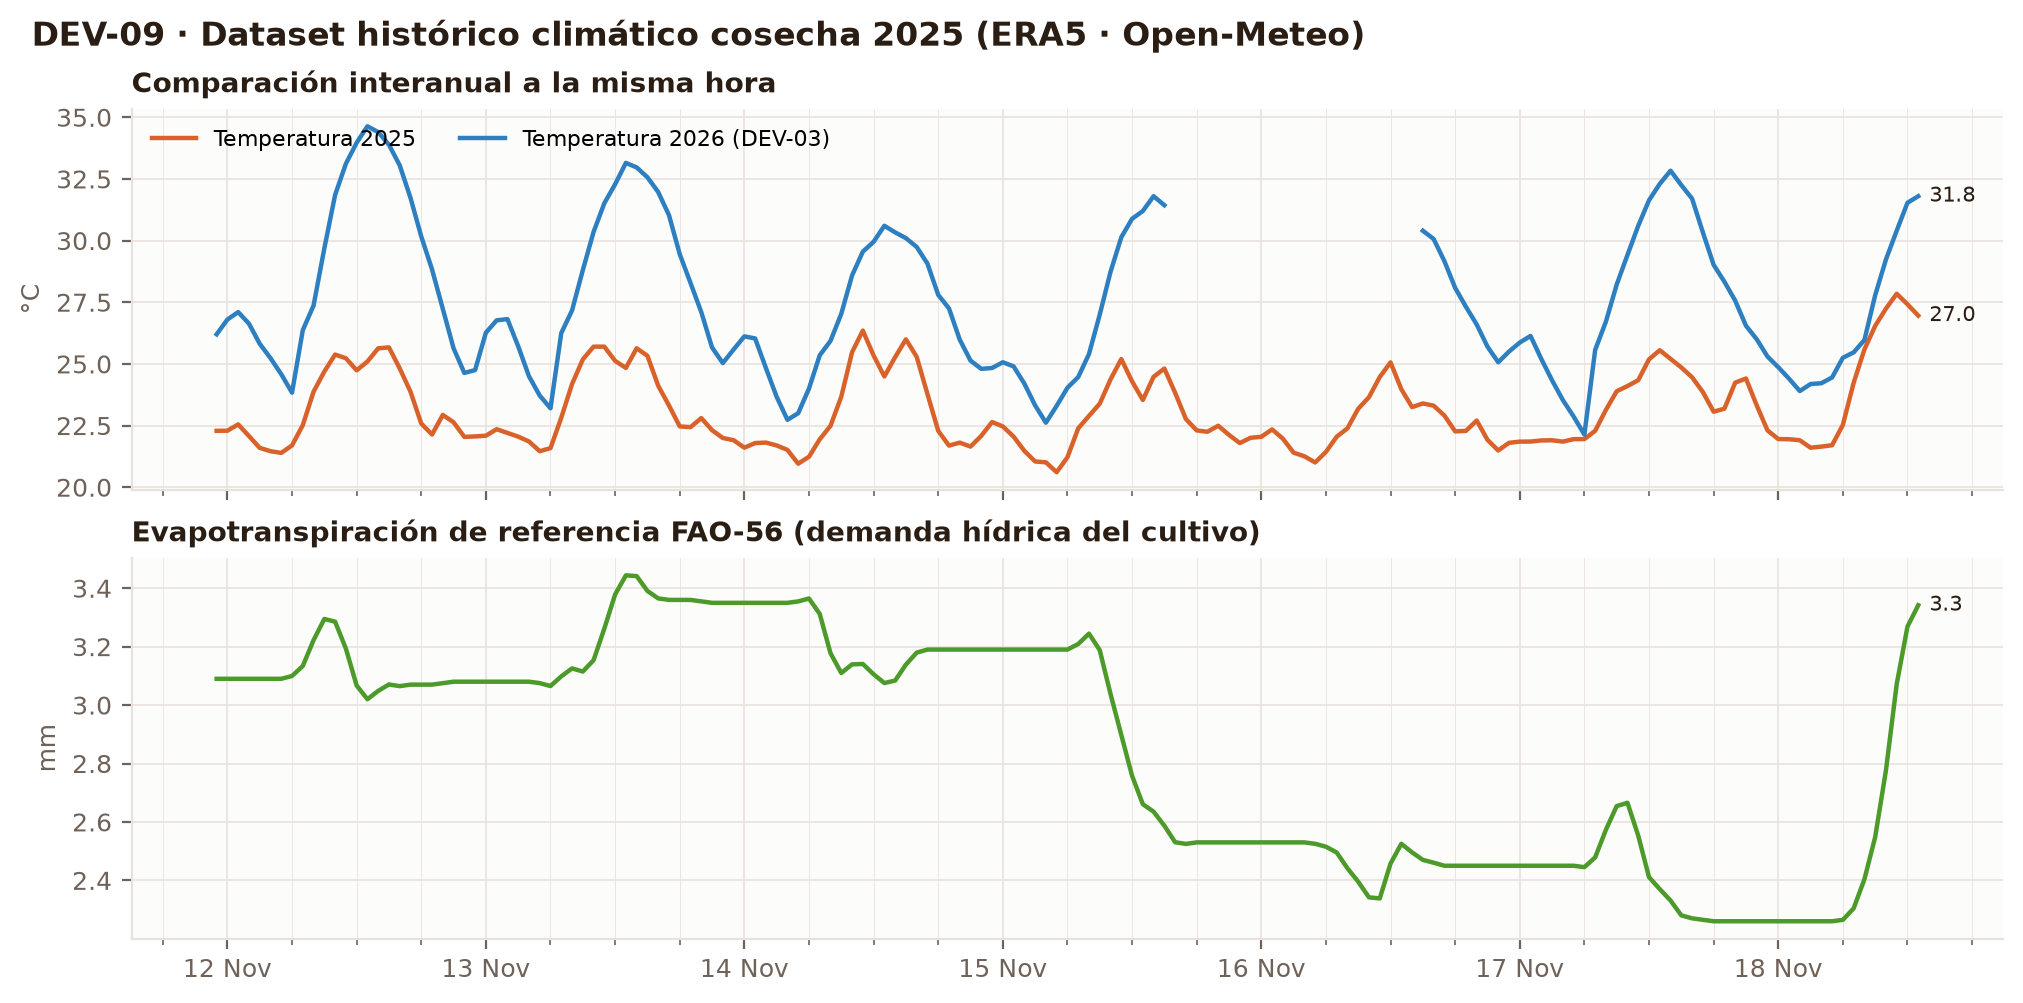 DEV-09 · Dataset histórico climático cosecha 2025 (ERA5 · Open-Meteo)
Comparación interanual a la misma hora
Temperatura 2025
Temperatura 2026 (DEV-03)
°C
35.0
32.5
30.0
27.5
25.0
22.5
20.0
31.8
27.0
Evapotranspiración de referencia FAO-56 (demanda hídrica del cultivo)
mm
3.4
3.2
3.0
2.8
2.6
2.4
3.3
12 Nov
13 Nov
14 Nov
15 Nov
16 Nov
17 Nov
18 Nov